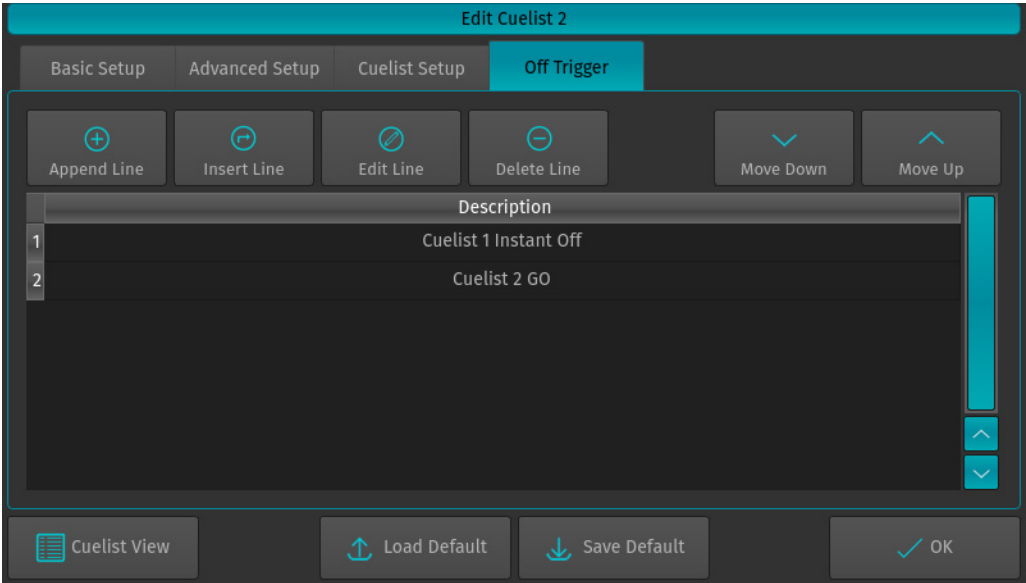 Edit Cuelist 2
Basic Setup Advanced Setup Cuelist Setup Off Trigger
Append Line Insert Line Edit Line Delete Line Move Down Move Up
Description
1 Cuelist 1 Instant Off
2 Cuelist 2 GO
Cuelist View Load Default Save Default OK